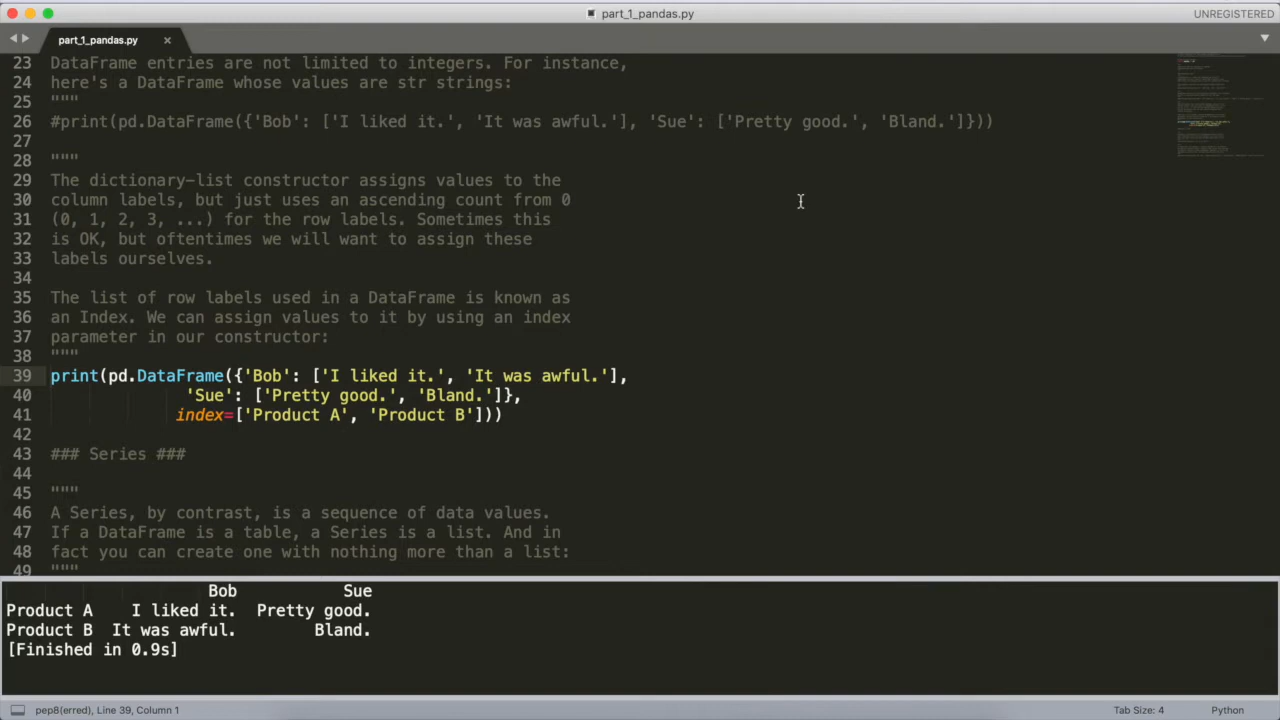 part_1_pandas.py
UNREGISTERED
part_1_pandas.py ×
23 DataFrame entries are not limited to integers. For instance,
24 here's a DataFrame whose values are str strings:
25 """
26 #print(pd.DataFrame({'Bob': ['I liked it.', 'It was awful.'], 'Sue': ['Pretty good.', 'Bland.']}))
27
28 """
29 The dictionary-list constructor assigns values to the
30 column labels, but just uses an ascending count from 0
31 (0, 1, 2, 3, ...) for the row labels. Sometimes this
32 is OK, but oftentimes we will want to assign these
33 labels ourselves.
34
35 The list of row labels used in a DataFrame is known as
36 an Index. We can assign values to it by using an index
37 parameter in our constructor:
38 """
39 print(pd.DataFrame({'Bob': ['I liked it.', 'It was awful.'],
40 'Sue': ['Pretty good.', 'Bland.']},
41 index=['Product A', 'Product B']))
42
43 ### Series ###
44
45 """
46 A Series, by contrast, is a sequence of data values.
47 If a DataFrame is a table, a Series is a list. And in
48 fact you can create one with nothing more than a list:
49 """
Bob Sue
Product A I liked it. Pretty good.
Product B It was awful. Bland.
[Finished in 0.9s]
pep8(erred), Line 39, Column 1
Tab Size: 4
Python